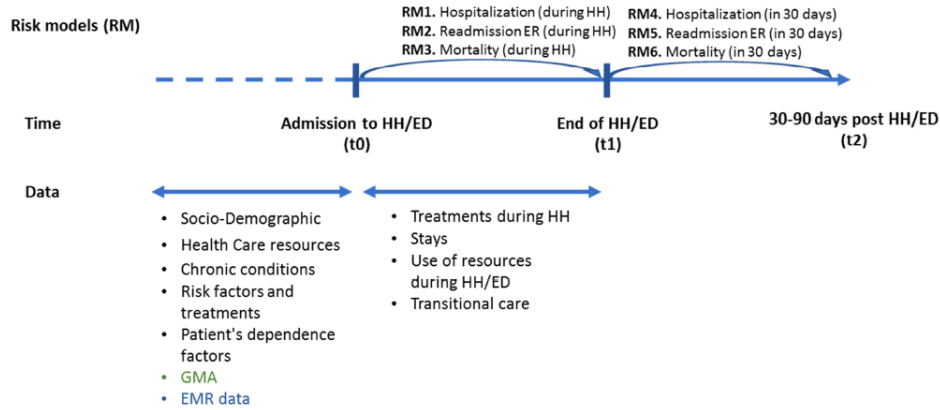 Risk models (RM)
RM1. Hospitalization (during HH)
RM2. Readmission ER (during HH)
RM3. Mortality (during HH)
RM4. Hospitalization (in 30 days)
RM5. Readmission ER (in 30 days)
RM6. Mortality (in 30 days)
Time
Admission to HH/ED
(t0)
End of HH/ED
(t1)
30-90 days post HH/ED
(t2)
Data
• Socio-Demographic
• Health Care resources
• Chronic conditions
• Risk factors and
treatments
• Patient's dependence
factors
• GMA
• EMR data
• Treatments during HH
• Stays
• Use of resources
during HH/ED
• Transitional care